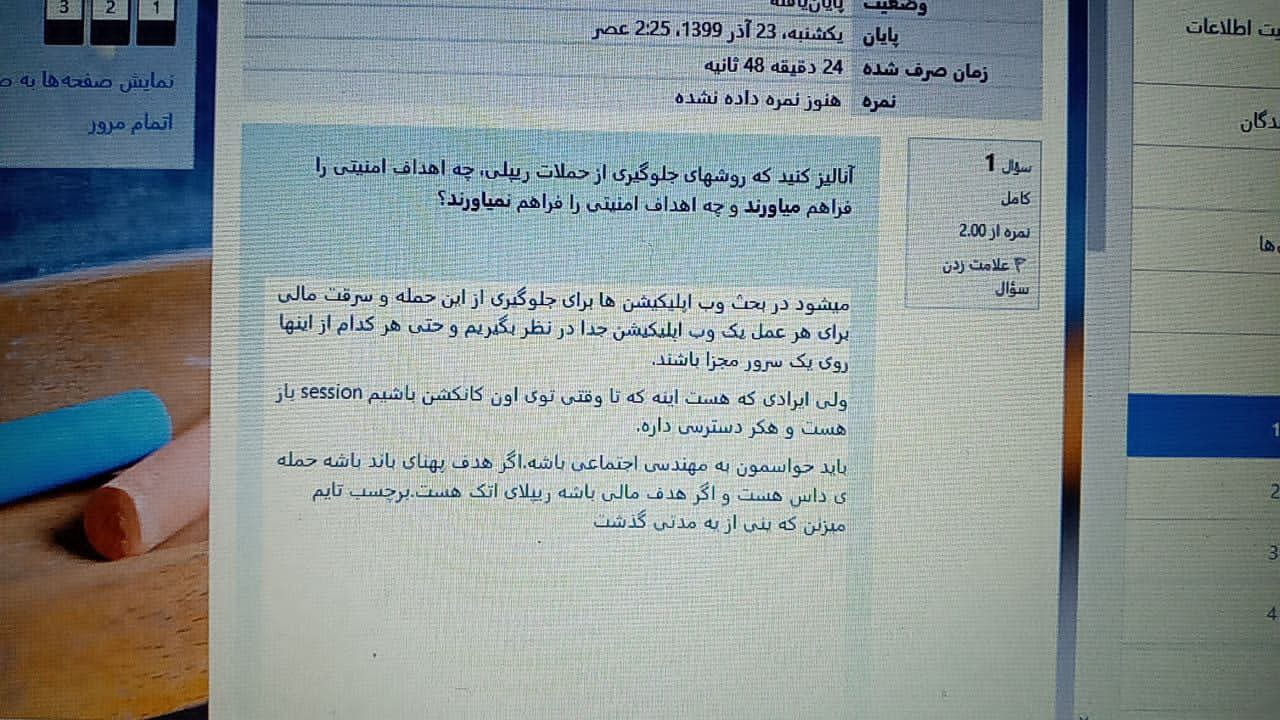 3 2 1
نمایش صفحه‌ها به
اتمام مرور
وضعیت پایان‌یافته
پایان یکشنبه، 23 آذر 1399، 2:25 عصر
زمان صرف شده 24 دقیقه 48 ثانیه
نمره هنوز نمره داده نشده
سؤال 1
کامل
نمره از 2.00
علامت زدن
سؤال
آنالیز کنید که روشهای جلوگیری از حملات ریپلی، چه اهداف امنیتی را
فراهم میاورند و چه اهداف امنیتی را فراهم نمیاورند؟
میشود در بحث وب اپلیکیشن ها برای جلوگیری از این حمله و سرقت مالی
برای هر عمل یک وب اپلیکیشن جدا در نظر بگیریم و حتی هر کدام از اینها
روی یک سرور مجزا باشند.
ولی ایرادی که هست اینه که تا وقتی توی اون کانکشن باشیم session باز
هست و هکر دسترسی داره.
باید حواسمون به مهندسی اجتماعی باشه.اگر هدف پهنای باند باشه حمله
ی داس هست و اگر هدف مالی باشه ریپلای اتک هست.برچسب تایم
میزنن که بنی از یه مدتی گذشت
اطلاعات
1
2
3
4